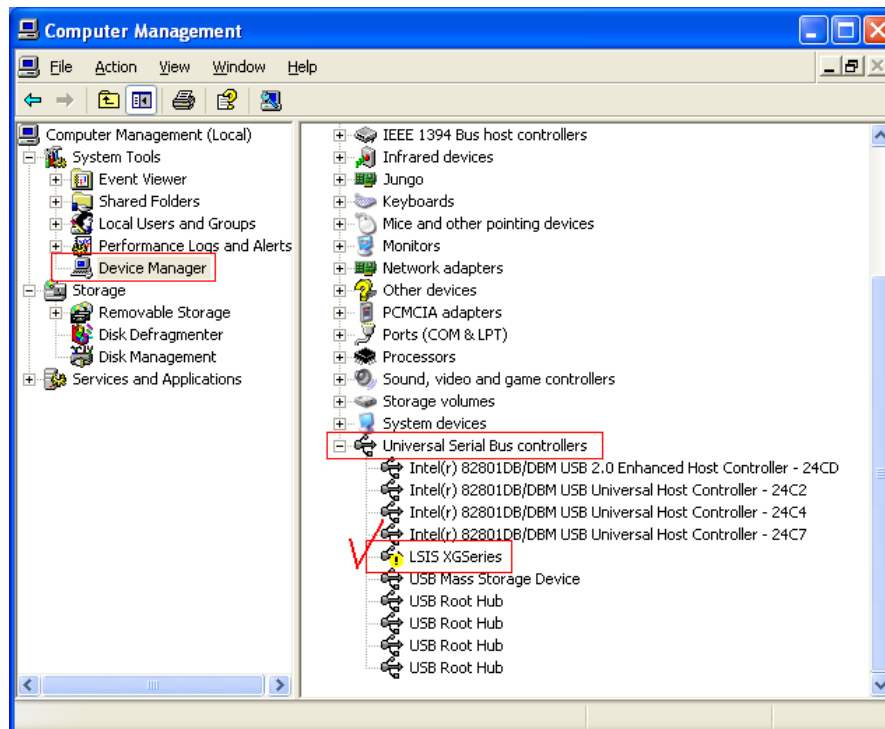 Computer Management
File Action View Window Help
Computer Management (Local)
System Tools
Event Viewer
Shared Folders
Local Users and Groups
Performance Logs and Alerts
Device Manager
Storage
Removable Storage
Disk Defragmenter
Disk Management
Services and Applications
IEEE 1394 Bus host controllers
Infrared devices
Jungo
Keyboards
Mice and other pointing devices
Monitors
Network adapters
Other devices
PCMCIA adapters
Ports (COM & LPT)
Processors
Sound, video and game controllers
Storage volumes
System devices
Universal Serial Bus controllers
Intel(r) 82801DB/DBM USB 2.0 Enhanced Host Controller - 24CD
Intel(r) 82801DB/DBM USB Universal Host Controller - 24C2
Intel(r) 82801DB/DBM USB Universal Host Controller - 24C4
Intel(r) 82801DB/DBM USB Universal Host Controller - 24C7
LSIS XGSeries
USB Mass Storage Device
USB Root Hub
USB Root Hub
USB Root Hub
USB Root Hub